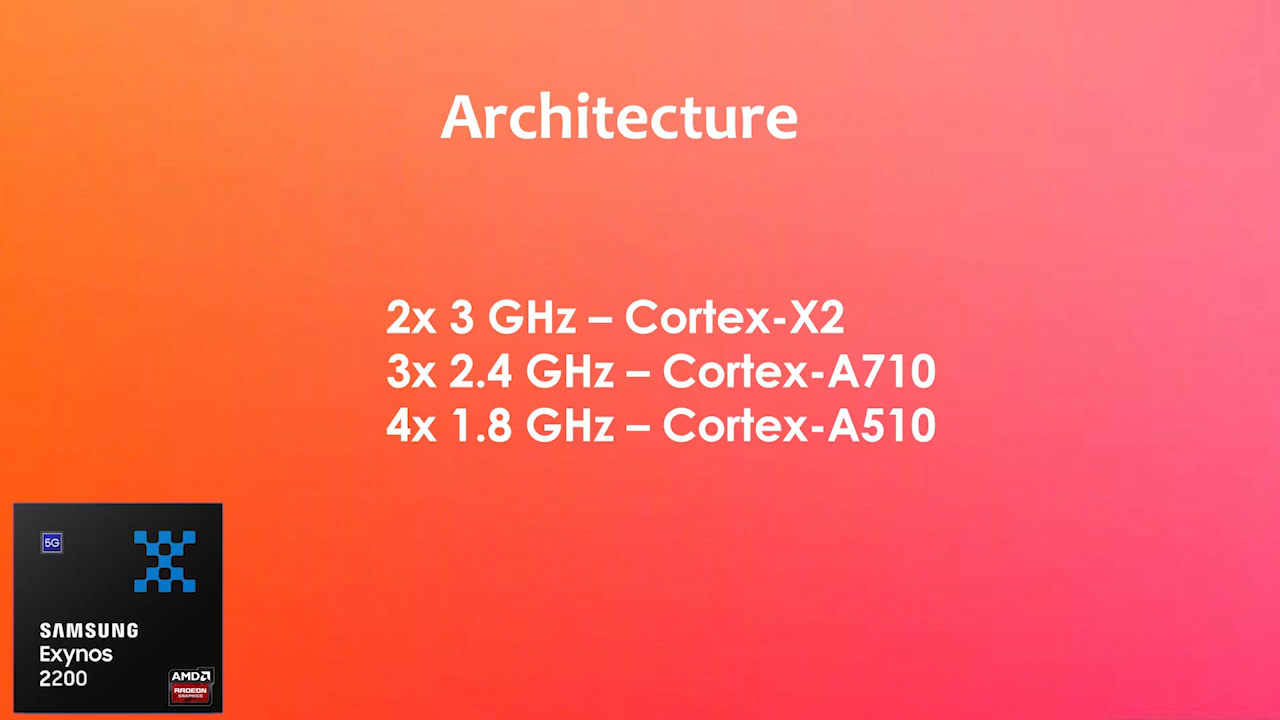 Architecture
2x 3 GHz – Cortex-X2
3x 2.4 GHz – Cortex-A710
4x 1.8 GHz – Cortex-A510
5G
SAMSUNG
Exynos
2200
AMD
RADEON
GRAPHICS